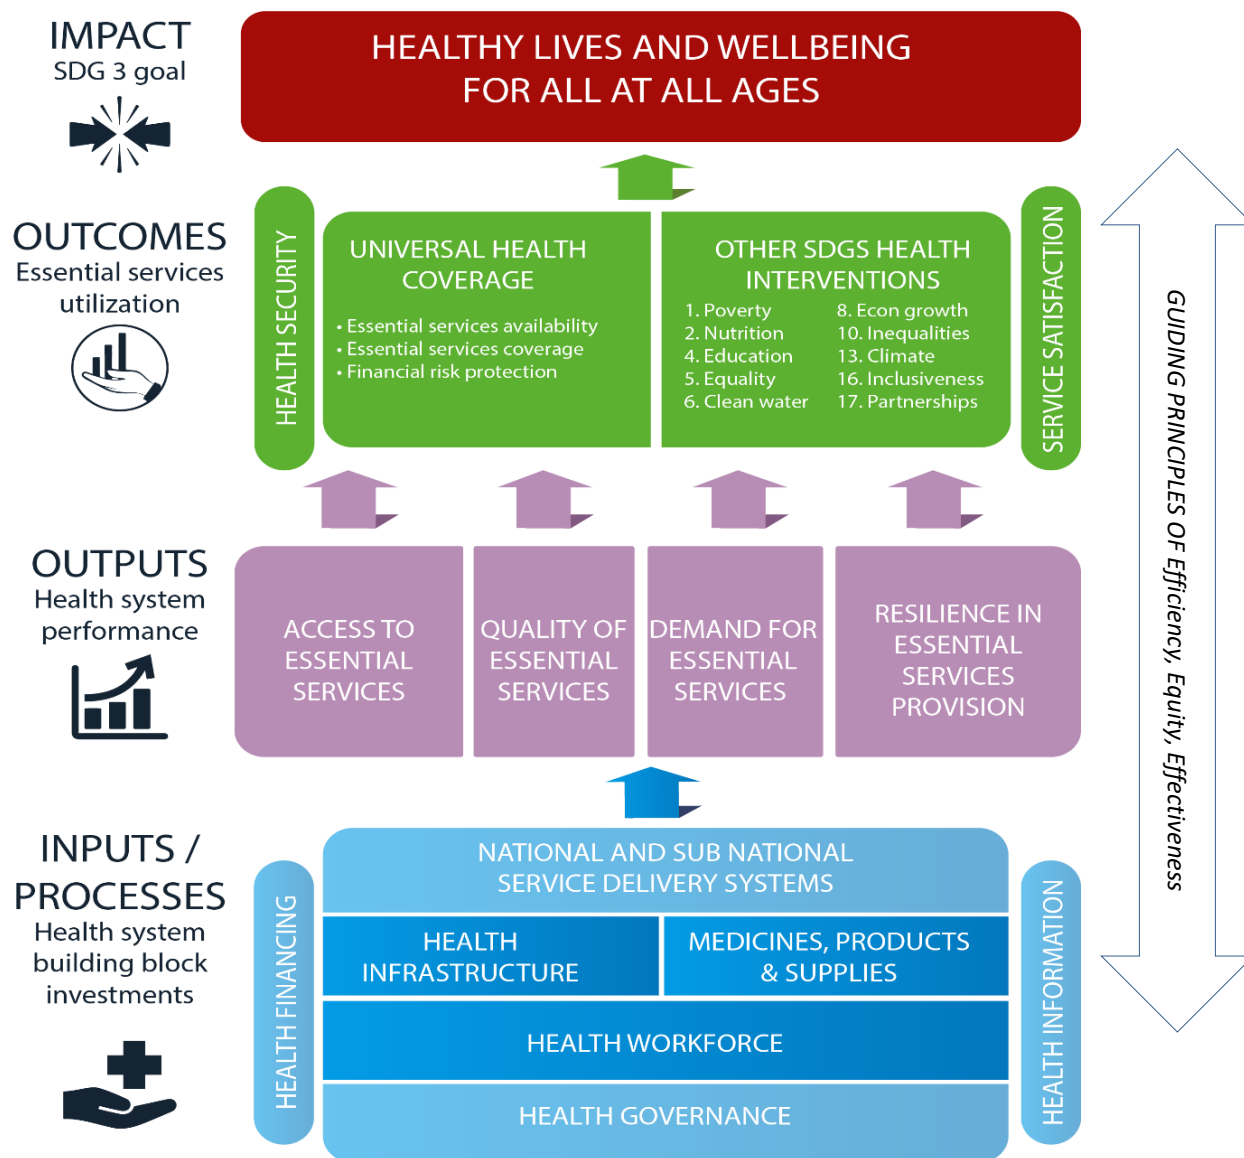 IMPACT
SDG 3 goal
HEALTHY LIVES AND WELLBEING
FOR ALL AT ALL AGES
OUTCOMES
Essential services
utilization
HEALTH SECURITY
UNIVERSAL HEALTH
COVERAGE
• Essential services availability
• Essential services coverage
• Financial risk protection
OTHER SDGS HEALTH
INTERVENTIONS
1. Poverty
2. Nutrition
4. Education
5. Equality
6. Clean water
8. Econ growth
10. Inequalities
13. Climate
16. Inclusiveness
17. Partnerships
SERVICE SATISFACTION
GUIDING PRINCIPLES OF Efficiency, Equity, Effectiveness
OUTPUTS
Health system
performance
ACCESS TO
ESSENTIAL
SERVICES
QUALITY OF
ESSENTIAL
SERVICES
DEMAND FOR
ESSENTIAL
SERVICES
RESILIENCE IN
ESSENTIAL
SERVICES
PROVISION
INPUTS /
PROCESSES
Health system
building block
investments
HEALTH FINANCING
NATIONAL AND SUB NATIONAL
SERVICE DELIVERY SYSTEMS
HEALTH
INFRASTRUCTURE
MEDICINES, PRODUCTS
& SUPPLIES
HEALTH WORKFORCE
HEALTH GOVERNANCE
HEALTH INFORMATION